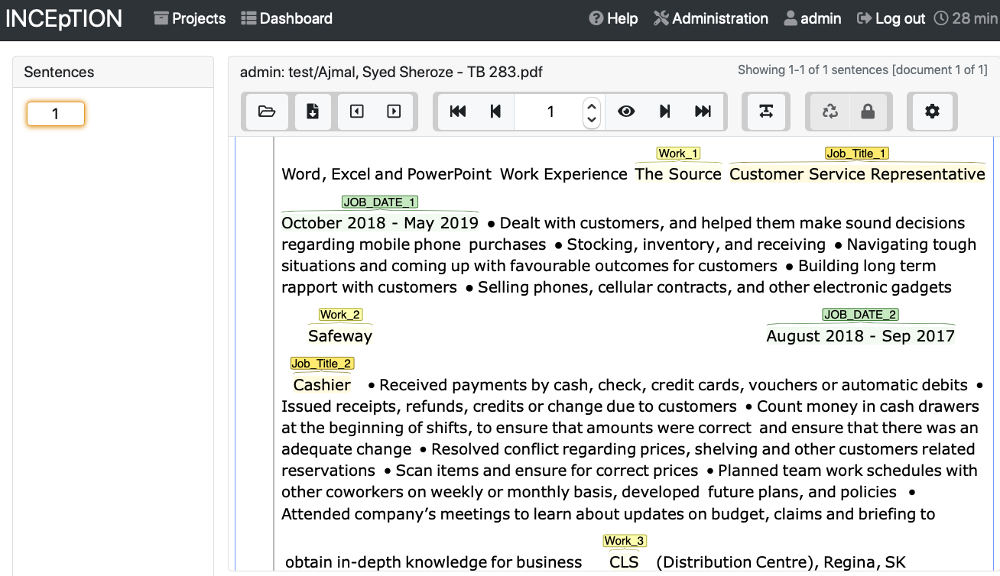 INCEpTION Projects Dashboard Help Administration admin Log out 28 min
Sentences
1
admin: test/Ajmal, Syed Sheroze - TB 283.pdf
Showing 1-1 of 1 sentences [document 1 of 1]
1
Work_1 Job_Title_1
Word, Excel and PowerPoint Work Experience The Source Customer Service Representative
JOB_DATE_1
October 2018 - May 2019 • Dealt with customers, and helped them make sound decisions
regarding mobile phone purchases • Stocking, inventory, and receiving • Navigating tough
situations and coming up with favourable outcomes for customers • Building long term
rapport with customers • Selling phones, cellular contracts, and other electronic gadgets
Work_2 JOB_DATE_2
Safeway August 2018 - Sep 2017
Job_Title_2
Cashier • Received payments by cash, check, credit cards, vouchers or automatic debits •
Issued receipts, refunds, credits or change due to customers • Count money in cash drawers
at the beginning of shifts, to ensure that amounts were correct and ensure that there was an
adequate change • Resolved conflict regarding prices, shelving and other customers related
reservations • Scan items and ensure for correct prices • Planned team work schedules with
other coworkers on weekly or monthly basis, developed future plans, and policies •
Attended company's meetings to learn about updates on budget, claims and briefing to
Work_3
obtain in-depth knowledge for business CLS (Distribution Centre), Regina, SK